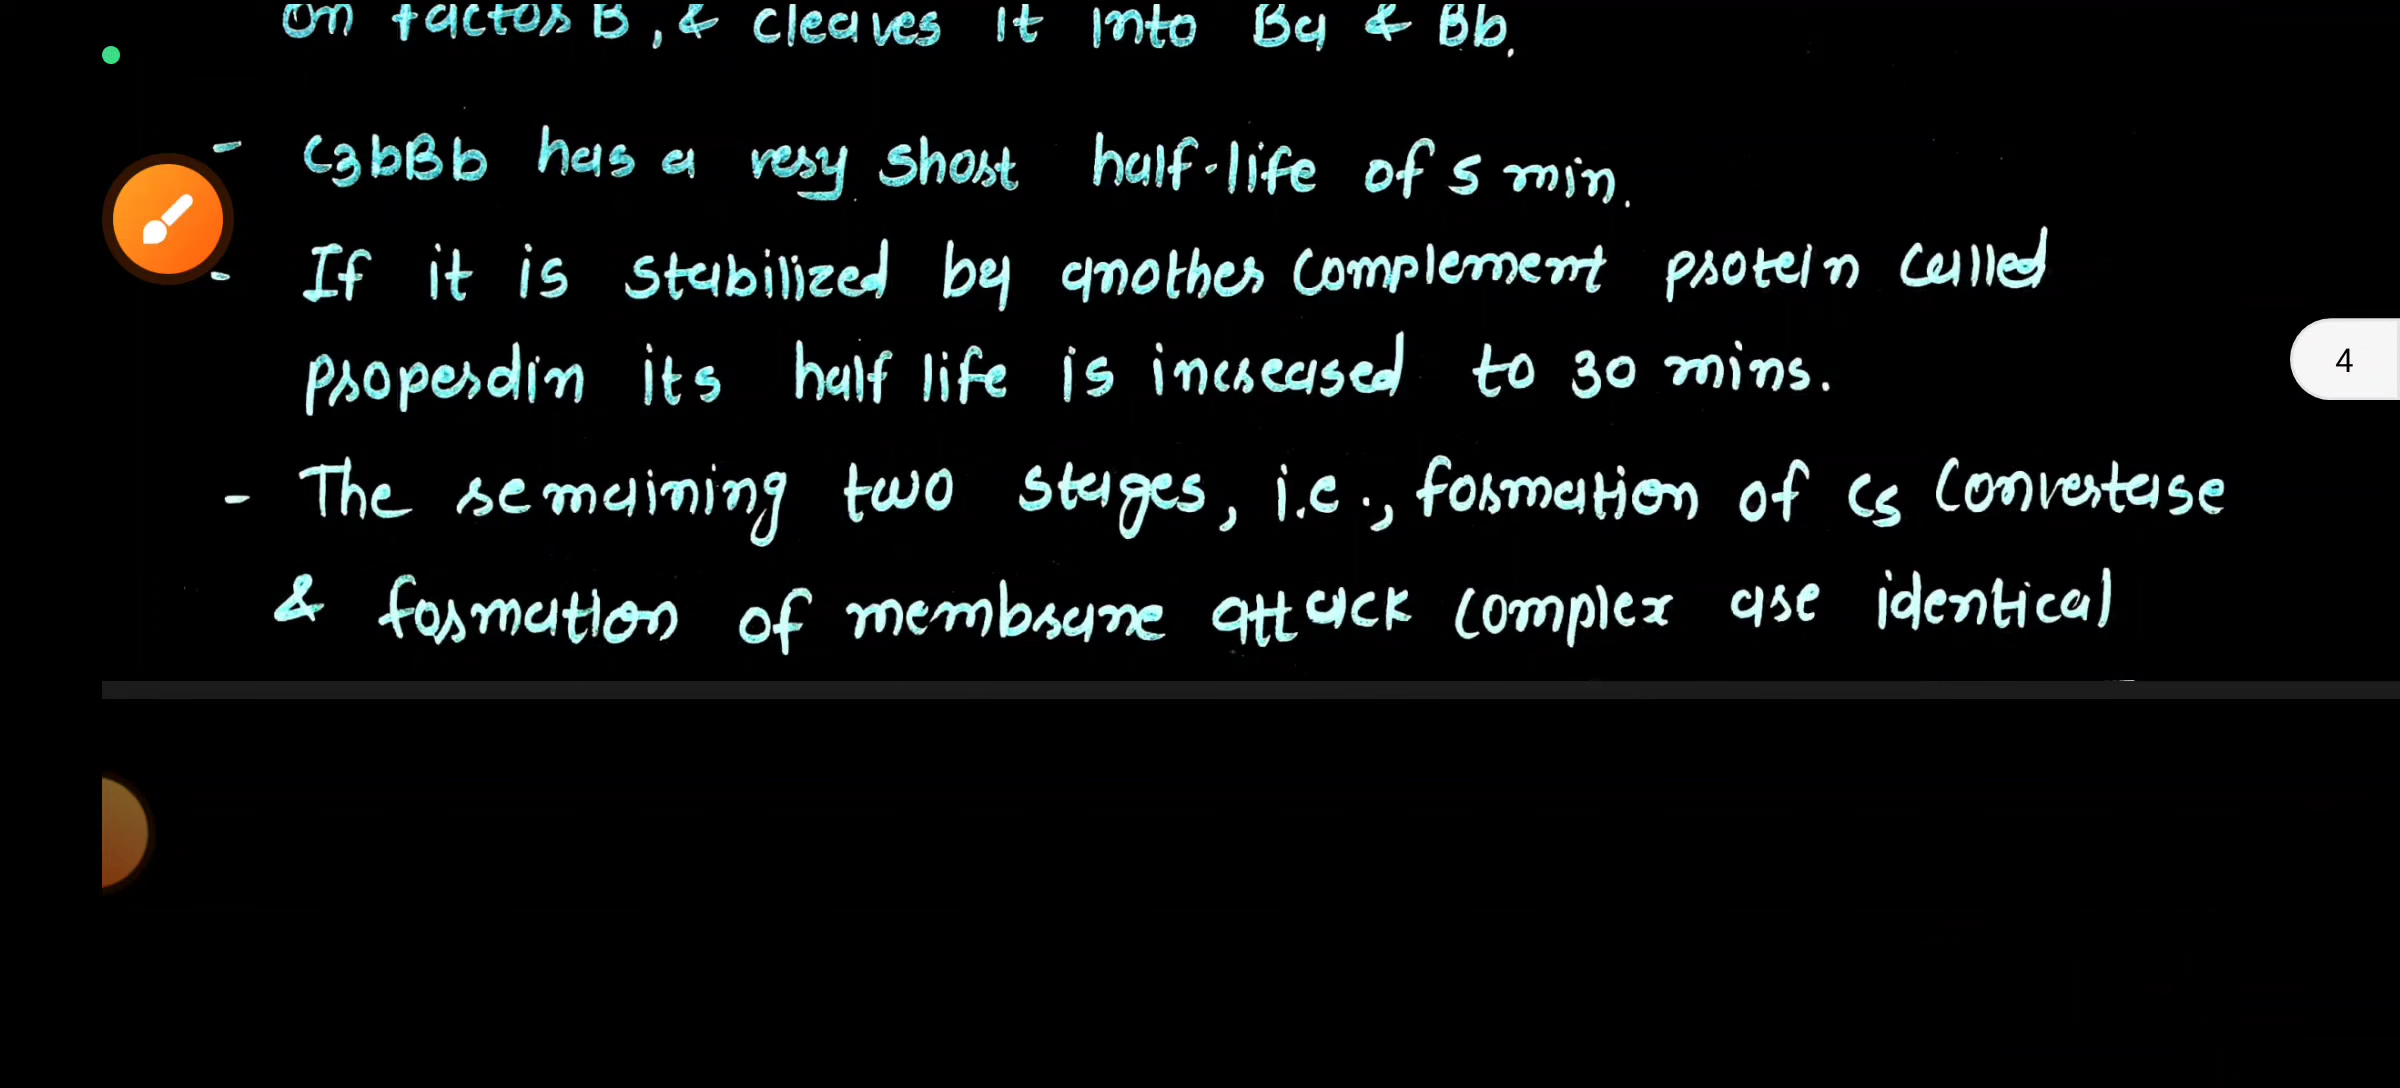 on factor B, & cleaves it into Ba & Bb.
- C3bBb has a very short half-life of 5 min.
- If it is stabilized by another complement protein called
properdin its half life is increased to 30 mins.
- The remaining two stages, i.e., formation of C5 convertase
& formation of membrane attack complex are identical
4